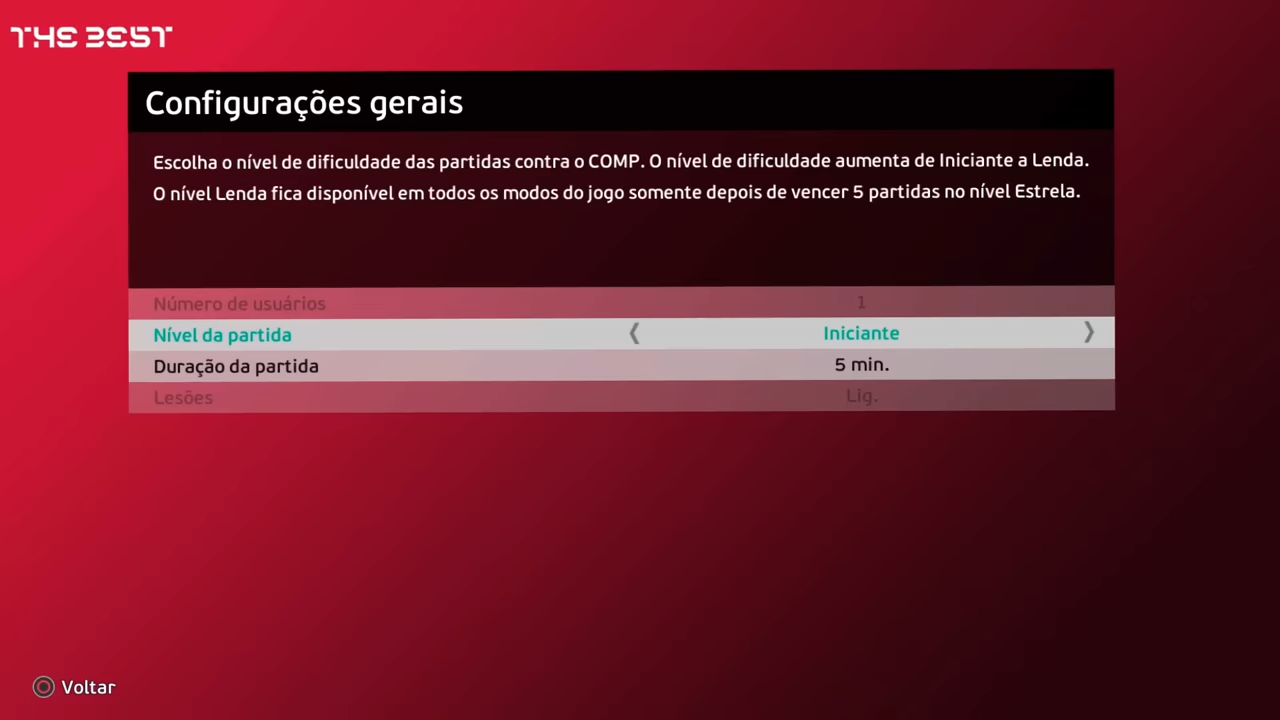 THE BEST
Configurações gerais
Escolha o nível de dificuldade das partidas contra o COMP. O nível de dificuldade aumenta de Iniciante a Lenda.
O nível Lenda fica disponível em todos os modos do jogo somente depois de vencer 5 partidas no nível Estrela.
Número de usuários 1
Nível da partida Iniciante
Duração da partida 5 min.
Lesões Lig.
Voltar